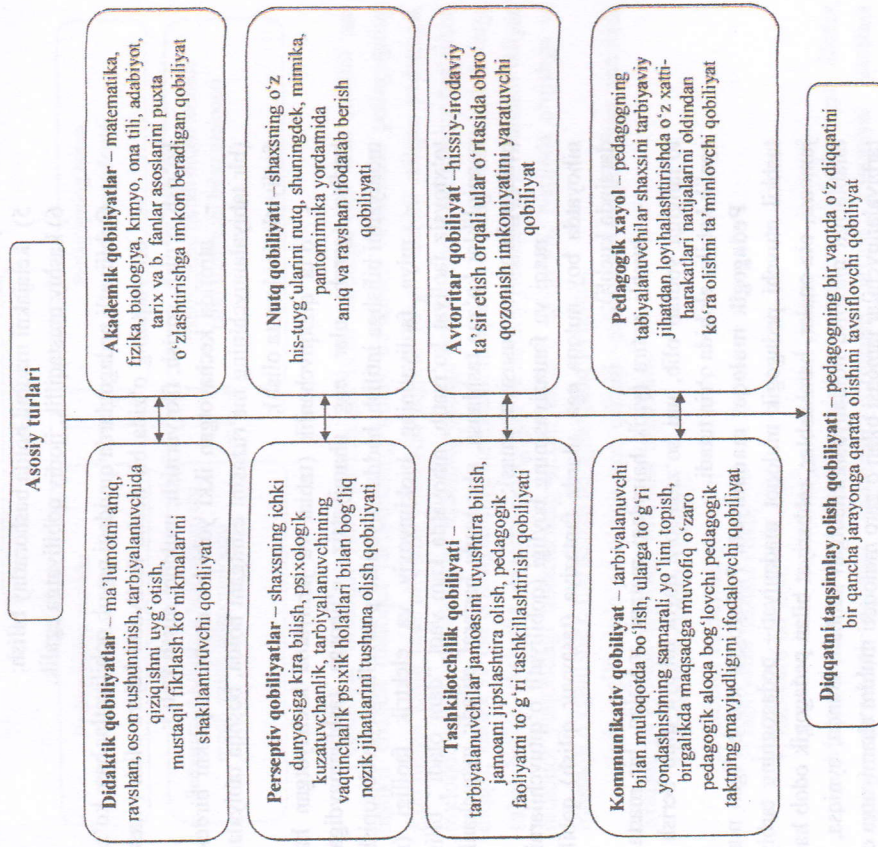 Asosiy turlari
Didaktik qobiliyatlar – ma’lumotni aniq,
ravshan, oson tushuntirish, tarbiyalanuvchida
qiziqishni uyg‘otish,
mustaqil fikrlash ko‘nikmalarini
shakllantiruvchi qobiliyat
Akademik qobiliyatlar – maematika,
fizika, biologiya, kimyo, ona tili, adabiyot,
tarix va b. fanlar asoslarini puxta
o‘zlashtirishga imkon beradigan qobiliyat
Perseptiv qobiliyatlar – shaxsning ichki
dunyosiga kira bilish, psixologik
kuzatuvchanlik, tarbiyalanuvchining
vaqtinchalik psixik holatlari bilan bog‘liq
nozik jihatlarini tushuna olish qobiliyati
Nutq qobiliyati – shaxsning o‘z
his-tuyg‘ularini nutq, shuningdek, mimika,
pantomimika yordamida
aniq va ravshan ifodalab berish
qobiliyati
Tashkilotchilik qobiliyati –
tarbiyalanuvchilar jamoasini uyushtira bilish,
jamoani jipslashtira olish, pedagogik
faoliyatni to‘g‘ri tashkillashtirish qobiliyat
Avtoritar qobiliyat –hissiy-irodaviy
ta’sir etish orqali ular o‘rtasida obro‘
qozonish imkoniyatini yaratuvchi
qobiliyat
Kommunikativ qobiliyat – tarbiyalanuvchi
bilan muloqotda bo‘lish, ularga to‘g‘ri
yondashishning samarali yo‘lini topish,
birgalikda maqsadga muvofiq o‘zaro
pedagogik aloqa bog‘lovchi pedagogik
taktning mavjudligini ifodalovchi qobiliyat
Pedagogik xayol – pedagogning
tabiyalanuvchilar shaxsini tarbiyaviy
jihatdan loyihalashtirishda o‘z xatti-
harakatlari natijalarini oldindan
ko‘ra olishni ta’minlovchi qobiliyat
Diqqatni taqsimlay olish qobiliyati – pedagogning bir vaqtda o‘z diqqatini
bir qancha jarayonga qarata olishini tavsiflovchi qobiliyat